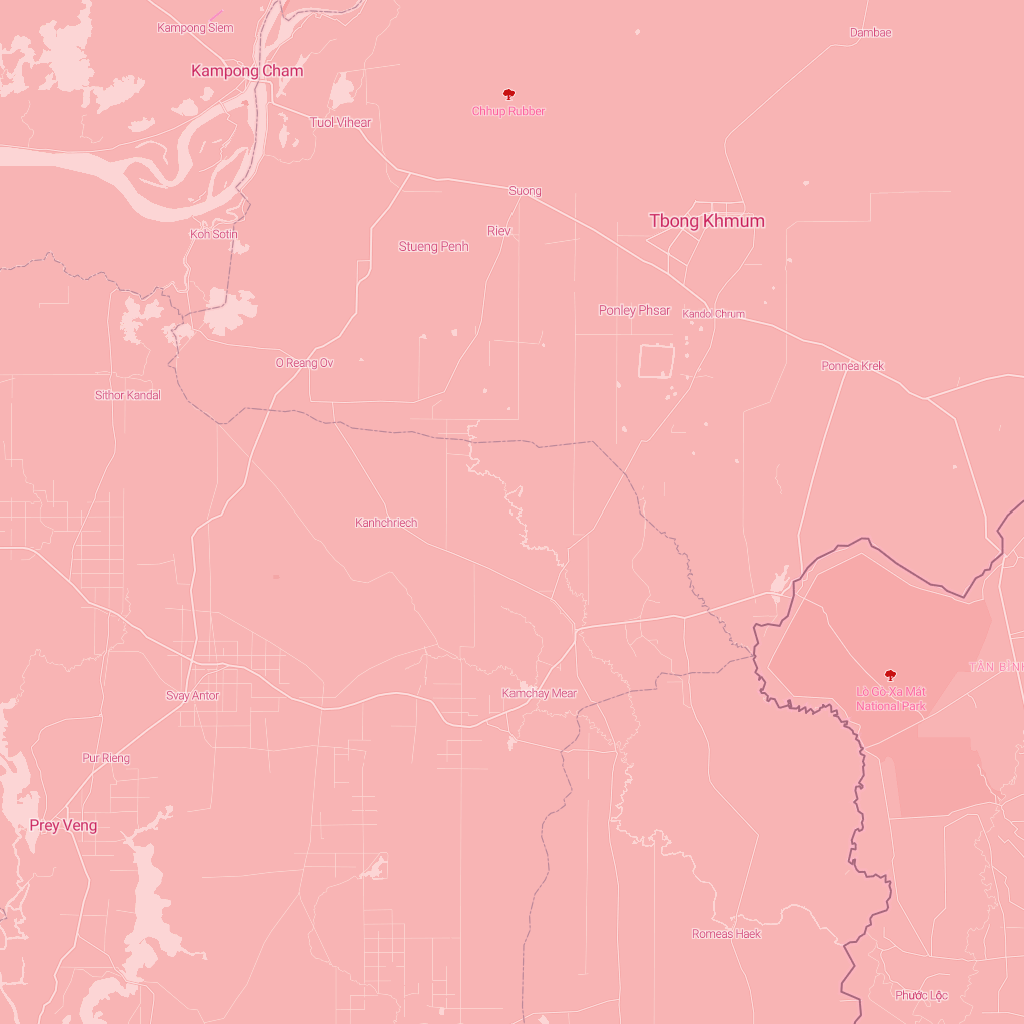 Kampong Siem
Dambae
Kampong Cham
Chhup Rubber
Tuol Vihear
Suong
Tbong Khmum
Koh Sotin
Riev
Stueng Penh
Ponley Phsar
Kandol Chrum
O Reang Ov
Ponnea Krek
Sithor Kandal
Kanhchriech
TÂN BÌNH
Lò Gò Xa Mát
National Park
Svay Antor
Kamchay Mear
Pur Rieng
Prey Veng
Romeas Haek
Phước Lộc